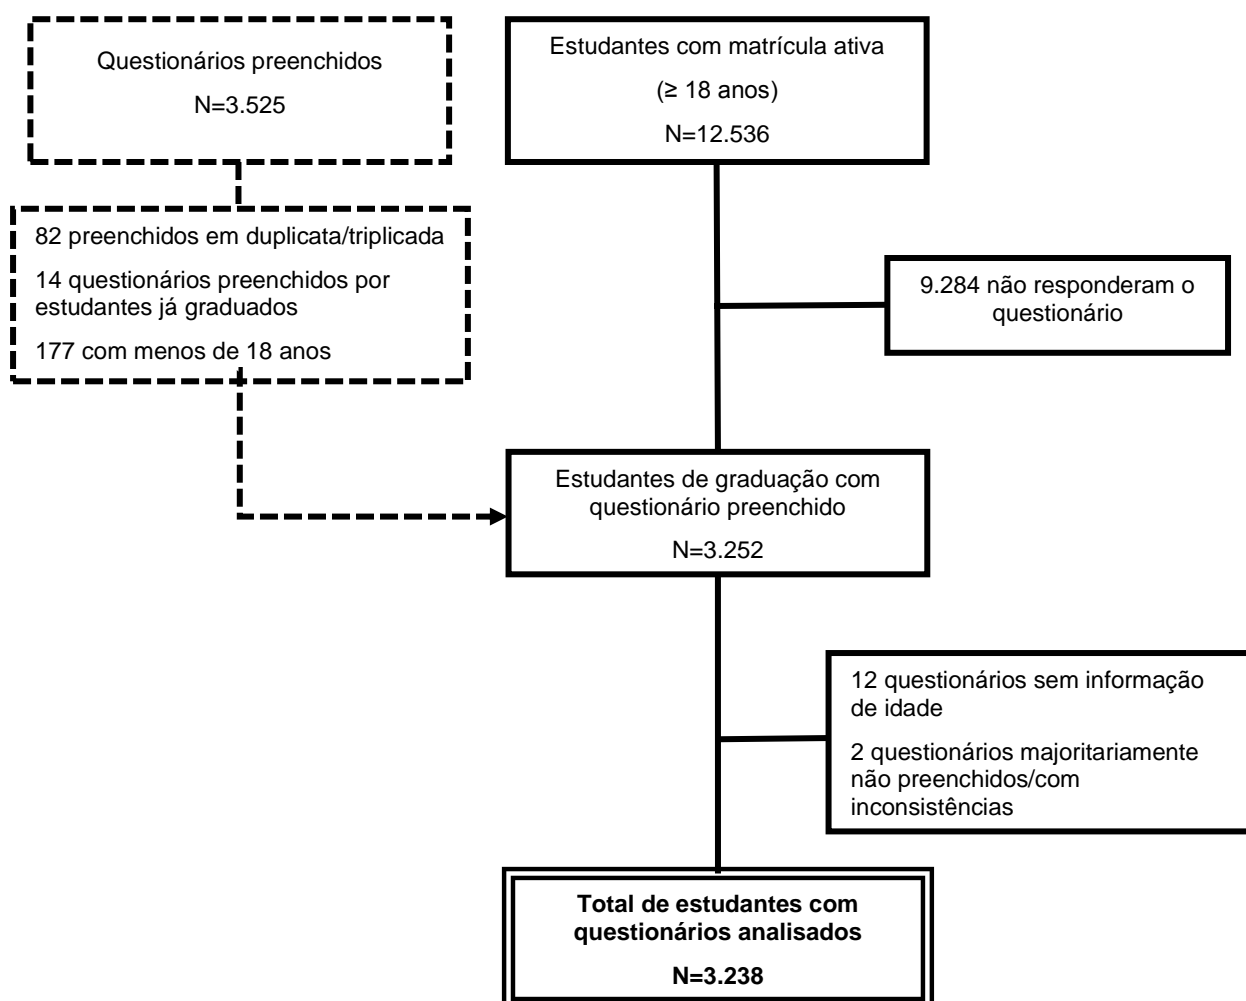 Questionários preenchidos
N=3.525
Estudantes com matrícula ativa
(≥ 18 anos)
N=12.536
82 preenchidos em duplicata/triplicada
14 questionários preenchidos por
estudantes já graduados
177 com menos de 18 anos
9.284 não responderam o
questionário
Estudantes de graduação com
questionário preenchido
N=3.252
12 questionários sem informação
de idade
2 questionários majoritariamente
não preenchidos/com
inconsistências
Total de estudantes com
questionários analisados
N=3.238